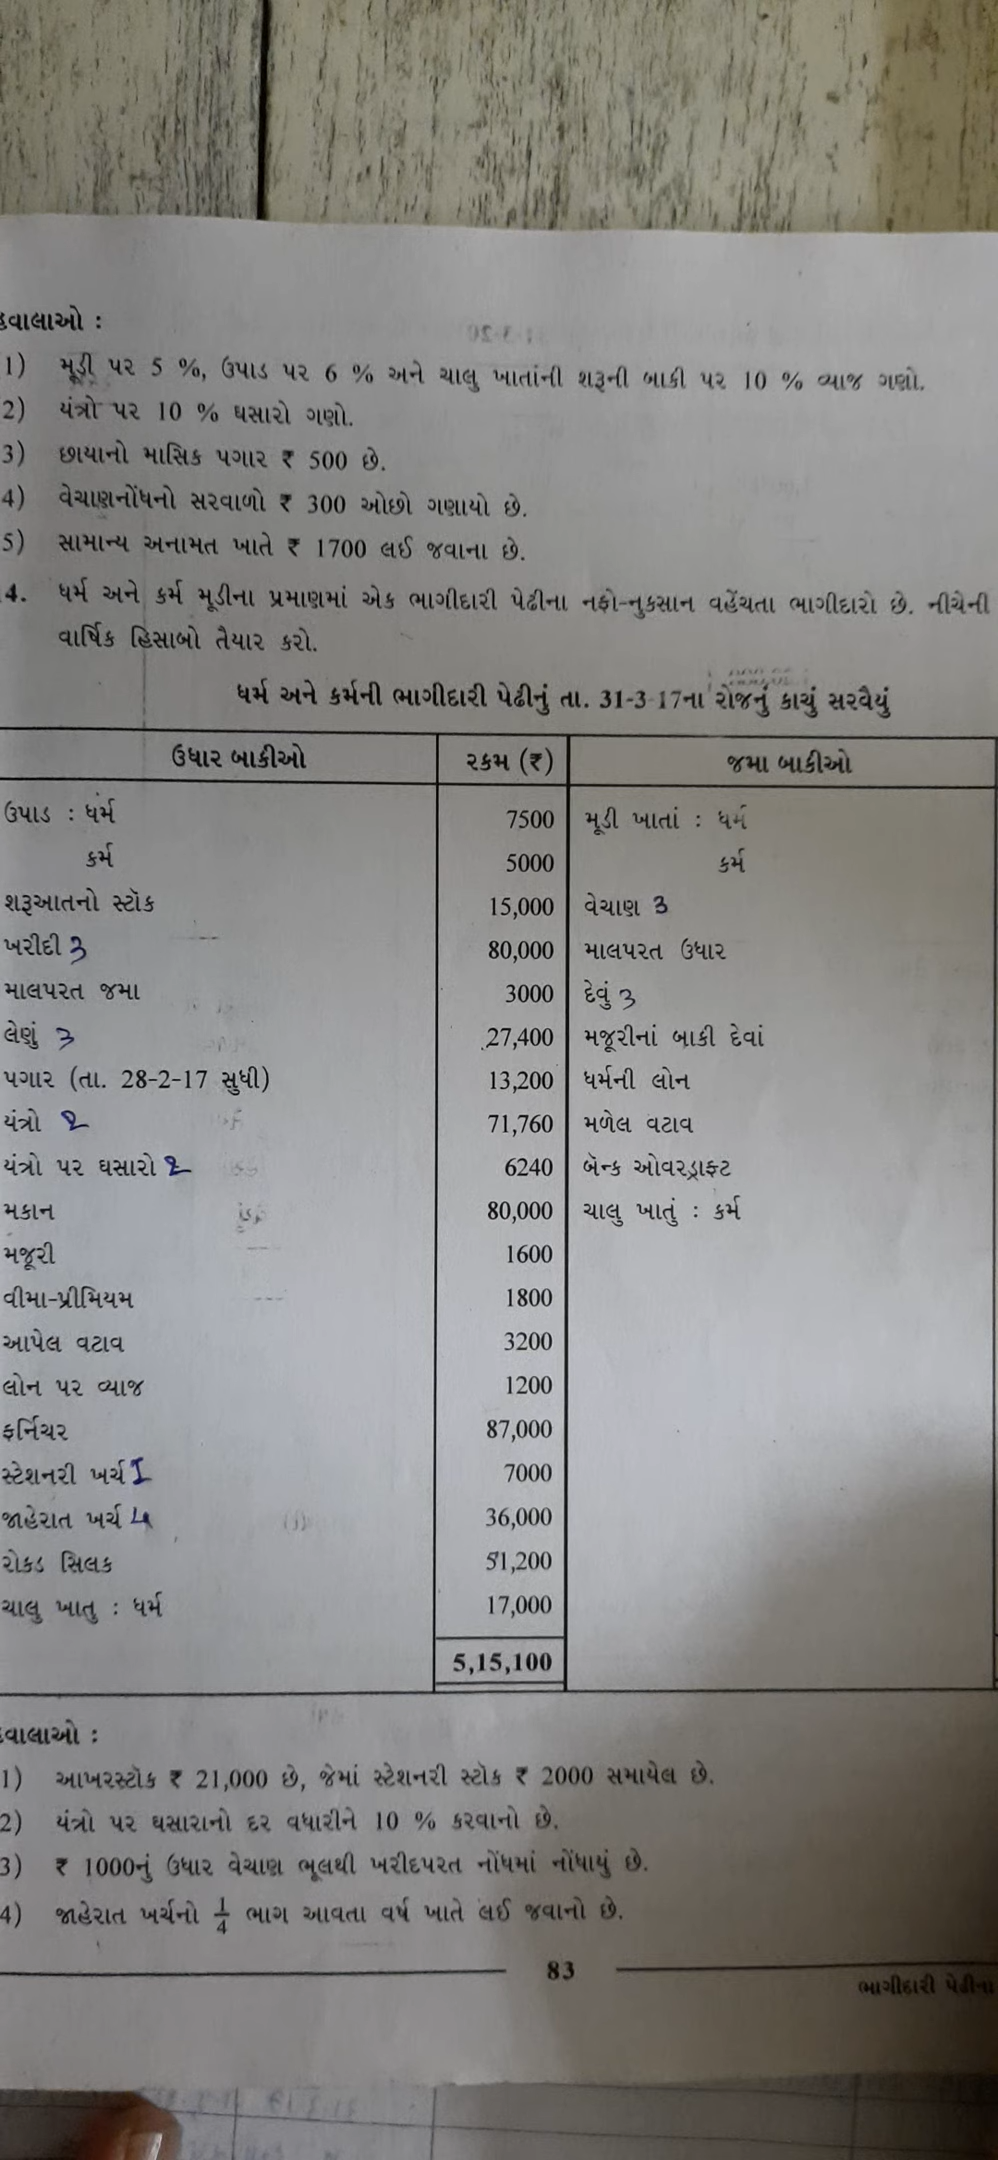 હવાલાઓ :
1) મૂડી પર 5 %, ઉપાડ પર 6 % અને ચાલુ ખાતાંની શરૂની બાકી પર 10 % વ્યાજ ગણો.
2) યંત્રો પર 10 % ઘસારો ગણો.
3) છાયાનો માસિક પગાર ₹ 500 છે.
4) વેચાણનોંધનો સરવાળો ₹ 300 ઓછો ગણાયો છે.
5) સામાન્ય અનામત ખાતે ₹ 1700 લઈ જવાના છે.
4. ધર્મ અને કર્મ મૂડીના પ્રમાણમાં એક ભાગીદારી પેઢીના નફો-નુકસાન વહેંચતા ભાગીદારો છે. નીચેની
વાર્ષિક હિસાબો તૈયાર કરો.
ધર્મ અને કર્મની ભાગીદારી પેઢીનું તા. 31-3-17ના રોજનું કાચું સરવૈયું
ઉધાર બાકીઓ રકમ (₹) જમા બાકીઓ
ઉપાડ : ધર્મ 7500 મૂડી ખાતાં : ધર્મ
કર્મ 5000 કર્મ
શરૂઆતનો સ્ટૉક 15,000 વેચાણ 3
ખરીદી 3 80,000 માલપરત ઉધાર
માલપરત જમા 3000 દેવું 3
લેણું 3 27,400 મજૂરીનાં બાકી દેવાં
પગાર (તા. 28-2-17 સુધી) 13,200 ધર્મની લોન
યંત્રો 2 71,760 મળેલ વટાવ
યંત્રો પર ઘસારો 2 6240 બૅન્ક ઓવરડ્રાફ્ટ
મકાન 80,000 ચાલુ ખાતું : કર્મ
મજૂરી 1600
વીમા-પ્રીમિયમ 1800
આપેલ વટાવ 3200
લોન પર વ્યાજ 1200
ફર્નિચર 87,000
સ્ટેશનરી ખર્ચ 1 7000
જાહેરાત ખર્ચ 4 36,000
રોકડ સિલક 51,200
ચાલુ ખાતુ : ધર્મ 17,000
5,15,100
હવાલાઓ :
1) આખરસ્ટૉક ₹ 21,000 છે, જેમાં સ્ટેશનરી સ્ટૉક ₹ 2000 સમાયેલ છે.
2) યંત્રો પર ઘસારાનો દર વધારીને 10 % કરવાનો છે.
3) ₹ 1000નું ઉધાર વેચાણ ભૂલથી ખરીદપરત નોંધમાં નોંધાયું છે.
4) જાહેરાત ખર્ચનો 1/4 ભાગ આવતા વર્ષ ખાતે લઈ જવાનો છે.
83
ભાગીદારી પેઢીના